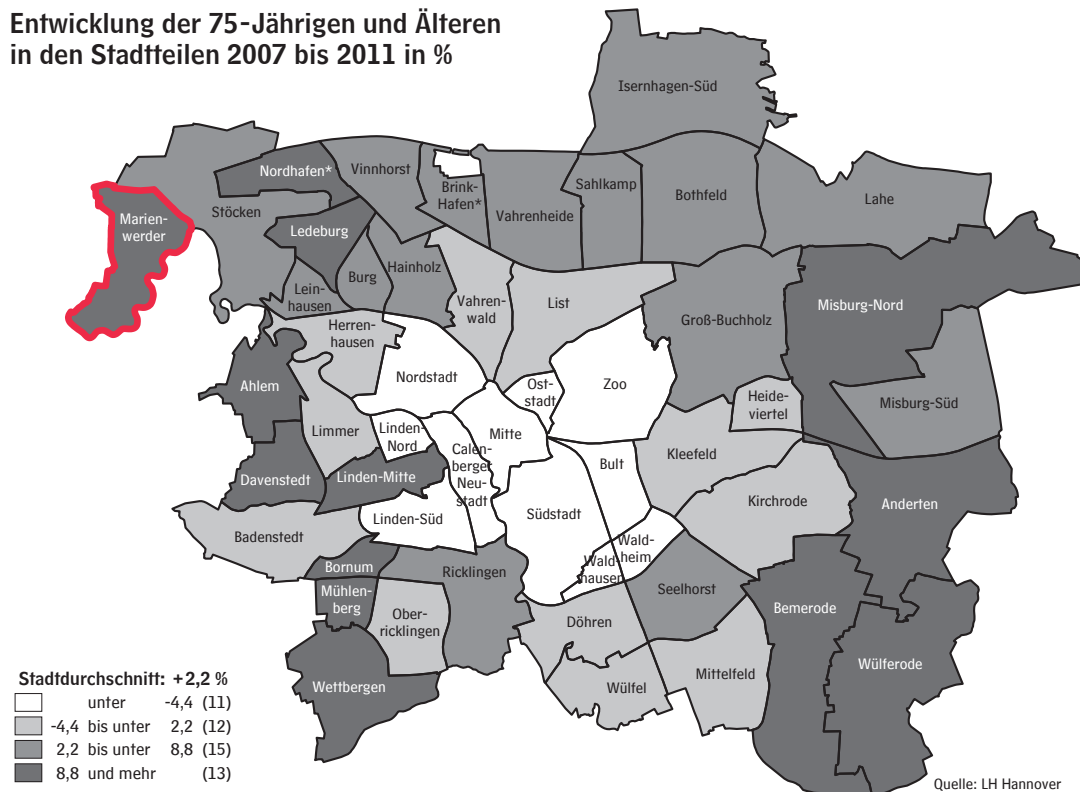 Entwicklung der 75-Jährigen und Älteren
in den Stadtteilen 2007 bis 2011 in %
Isernhagen-Süd
Nordhafen*
Vinnhorst
Brink-
Hafen*
Sahlkamp
Bothfeld
Lahe
Marien-
werder
Stöcken
Vahrenheide
Ledeburg
Burg
Hainholz
Lein-
hausen
Vahren-
wald
List
Groß-Buchholz
Misburg-Nord
Herren-
hausen
Nordstadt
Ost-
stadt
Zoo
Ahlem
Heide-
viertel
Misburg-Süd
Limmer
Linden-
Nord
Mitte
Calen-
berger
Neu-
stadt
Bult
Kleefeld
Davenstedt
Linden-Mitte
Kirchrode
Anderten
Linden-Süd
Südstadt
Badenstedt
Wald-
heim
Wald-
hausen
Bornum
Ricklingen
Mühlen-
berg
Seelhorst
Bemerode
Ober-
ricklingen
Döhren
Wülferode
Wettbergen
Wülfel
Mittelfeld
Stadtdurchschnitt: +2,2 %
unter -4,4 (11)
-4,4 bis unter 2,2 (12)
2,2 bis unter 8,8 (15)
8,8 und mehr (13)
Quelle: LH Hannover